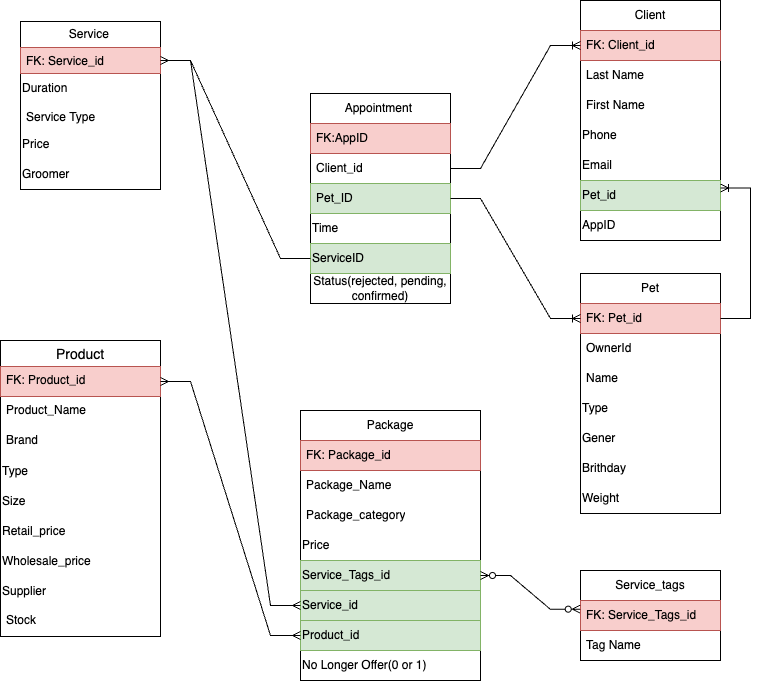 Service
FK: Service_id
Duration
Service Type
Price
Groomer
Appointment
FK:AppID
Client_id
Pet_ID
Time
ServiceID
Status(rejected, pending,
confirmed)
Client
FK: Client_id
Last Name
First Name
Phone
Email
Pet_id
AppID
Pet
FK: Pet_id
OwnerId
Name
Type
Gener
Brithday
Weight
Product
FK: Product_id
Product_Name
Brand
Type
Size
Retail_price
Wholesale_price
Supplier
Stock
Package
FK: Package_id
Package_Name
Package_category
Price
Service_Tags_id
Service_id
Product_id
No Longer Offer(0 or 1)
Service_tags
FK: Service_Tags_id
Tag Name